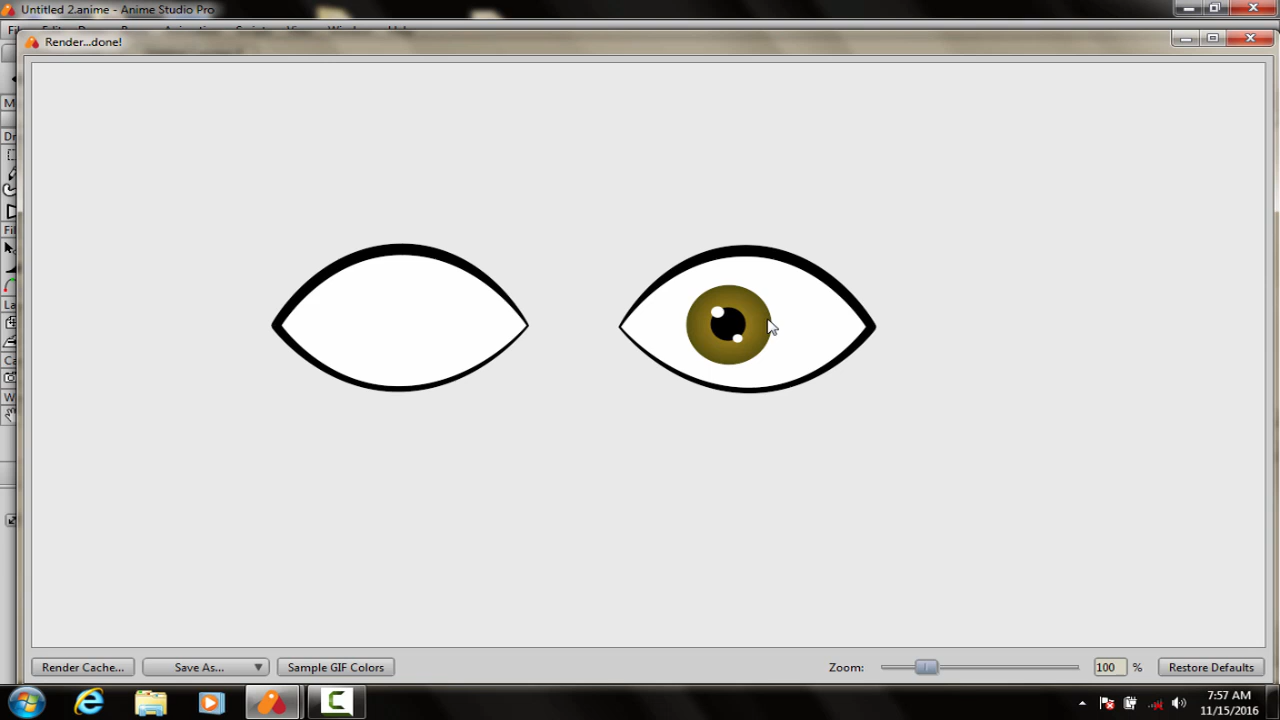 Untitled 2.anime - Anime Studio Pro
Render...done!
Render Cache...
Save As...
Sample GIF Colors
Zoom:
100 %
Restore Defaults
7:57 AM
11/15/2016